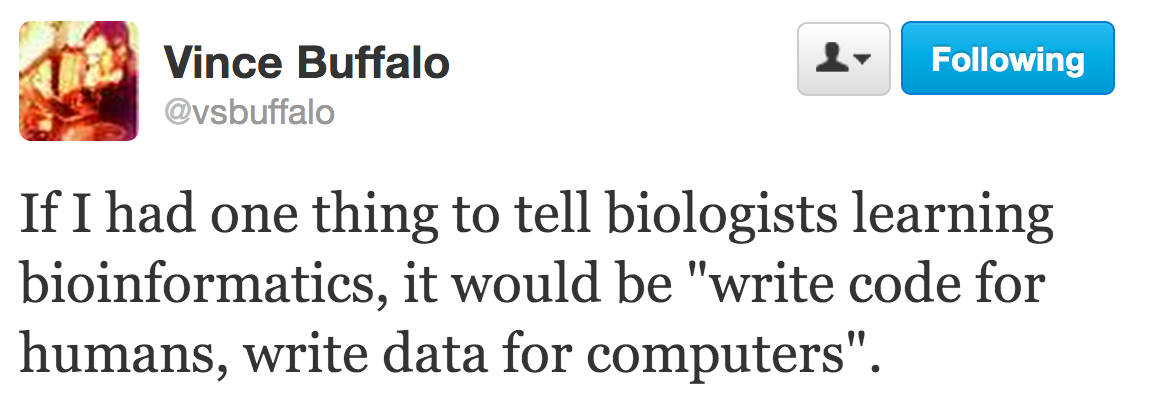 Vince Buffalo
Following
@vsbuffalo
If I had one thing to tell biologists learning
bioinformatics, it would be "write code for
humans, write data for computers".